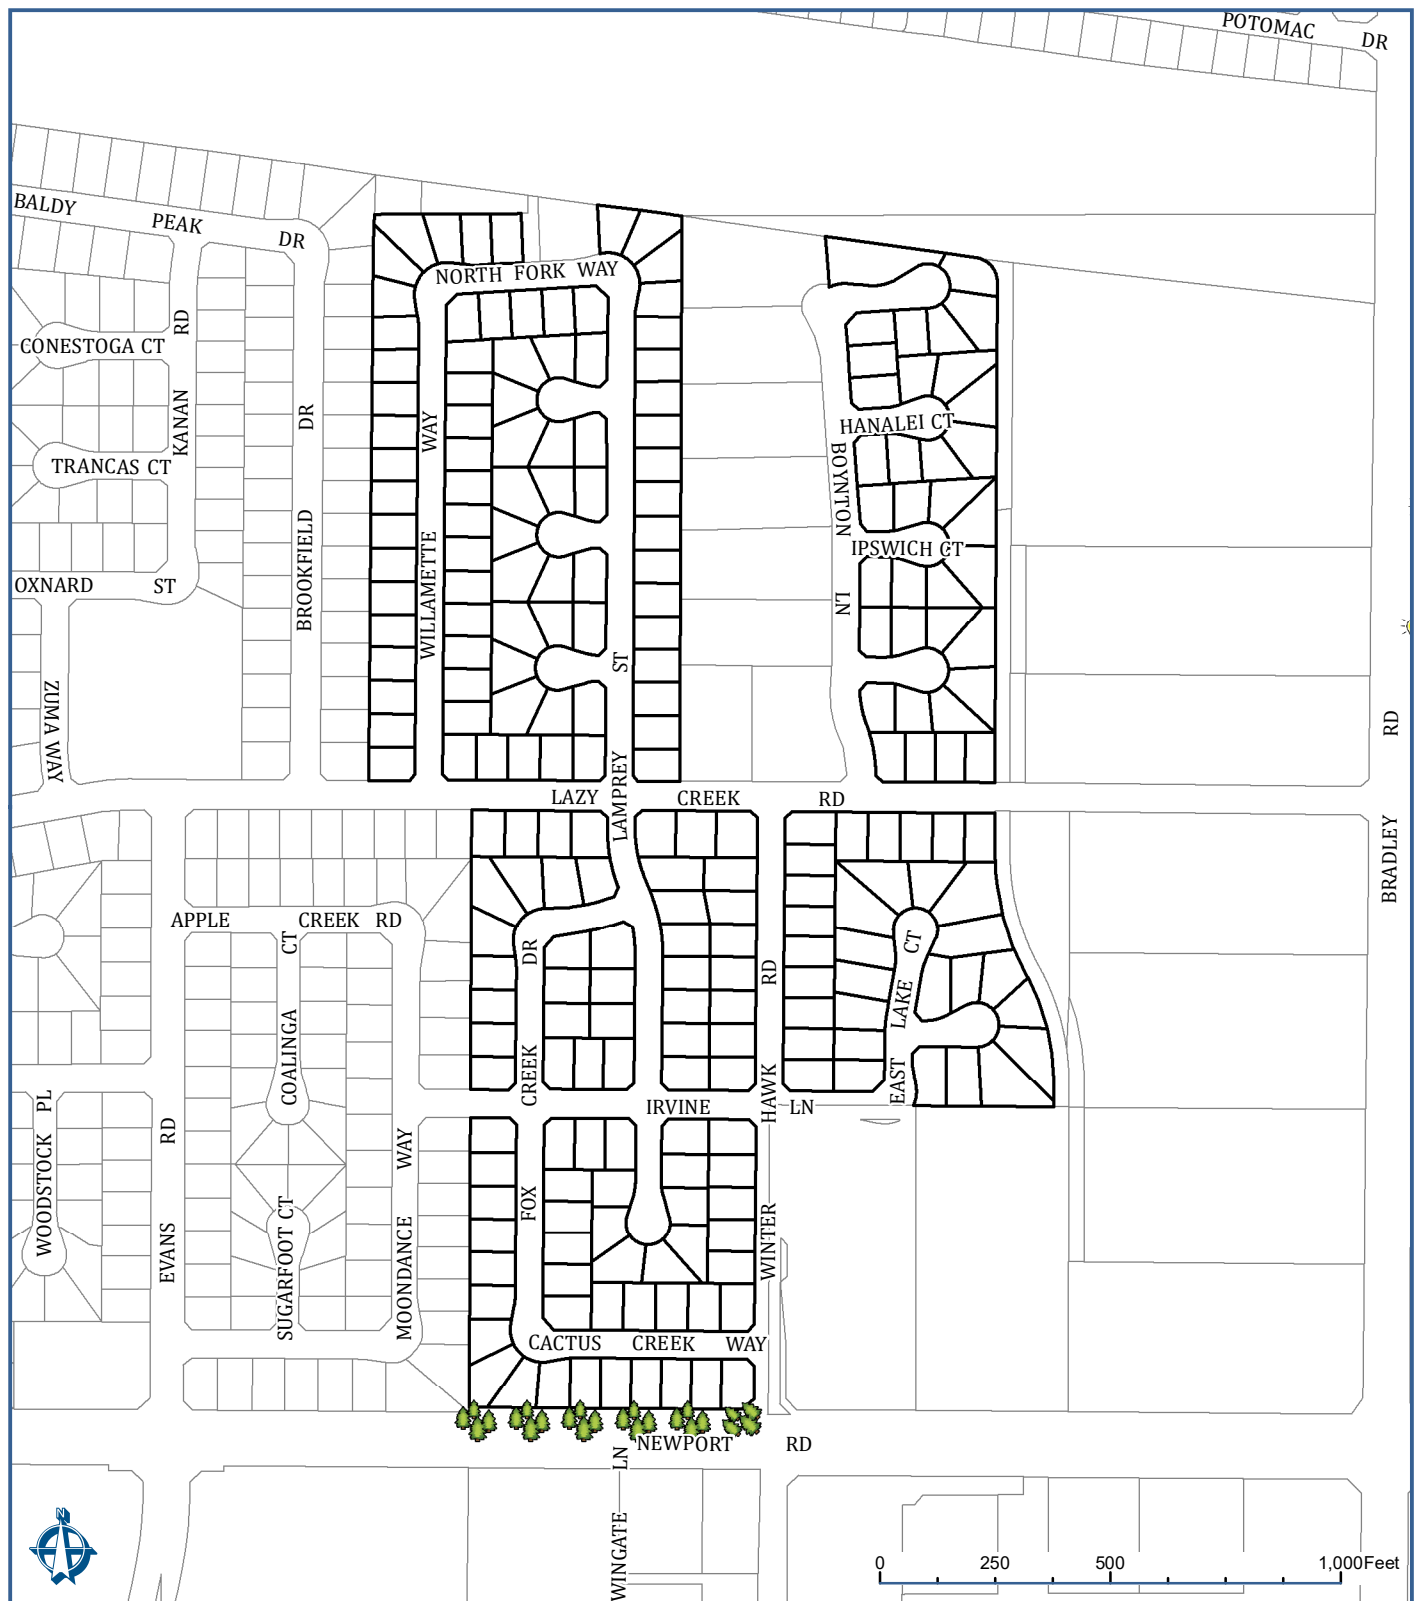 POTOMAC DR
BALDY PEAK DR
NORTH FORK WAY
CONESTOGA CT
KANAN RD
TRANCAS CT
BROOKFIELD DR
WILLAMETTE WAY
HANALEI CT
BOYNTON LN
IPSWICH CT
OXNARD ST
ZUMA WAY
LAMPREY ST
LAZY CREEK RD
BRADLEY RD
APPLE CREEK RD
COALINGA CT
FOX CREEK DR
WINTER HAWK RD
EAST LAKE CT
IRVINE LN
WOODSTOCK PL
EVANS RD
SUGARFOOT CT
MOONDANCE WAY
CACTUS CREEK WAY
NEWPORT RD
WINGATE LN
N
0 250 500 1,000 Feet